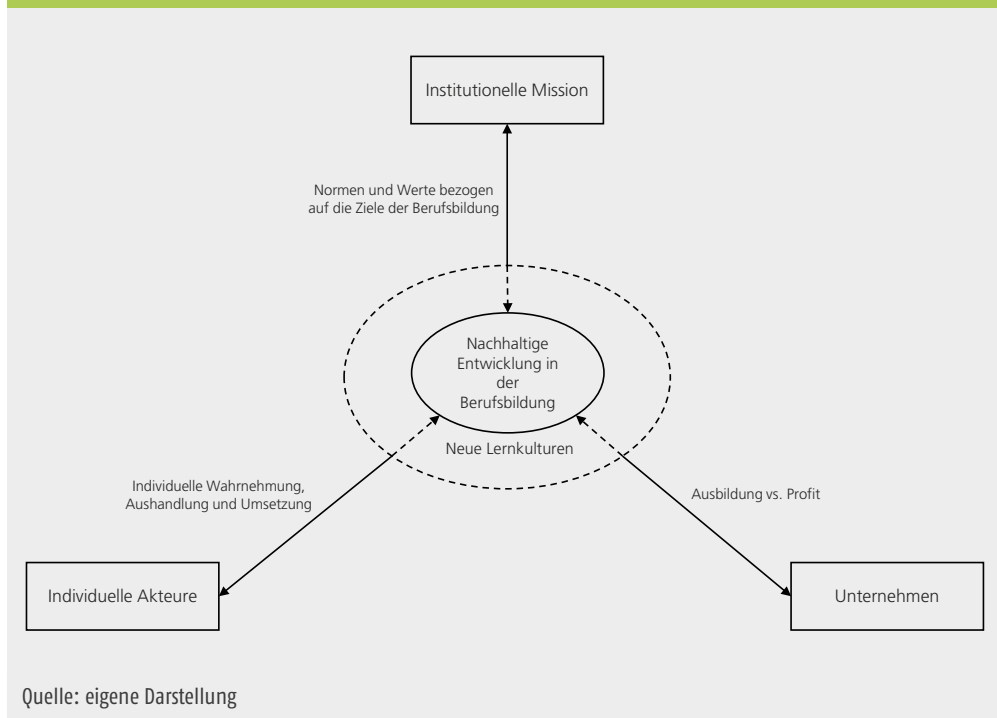 Institutionelle Mission
Normen und Werte bezogen
auf die Ziele der Berufsbildung
Nachhaltige
Entwicklung in
der
Berufsbildung
Neue Lernkulturen
Individuelle Wahrnehmung,
Aushandlung und Umsetzung
Ausbildung vs. Profit
Individuelle Akteure
Unternehmen
Quelle: eigene Darstellung